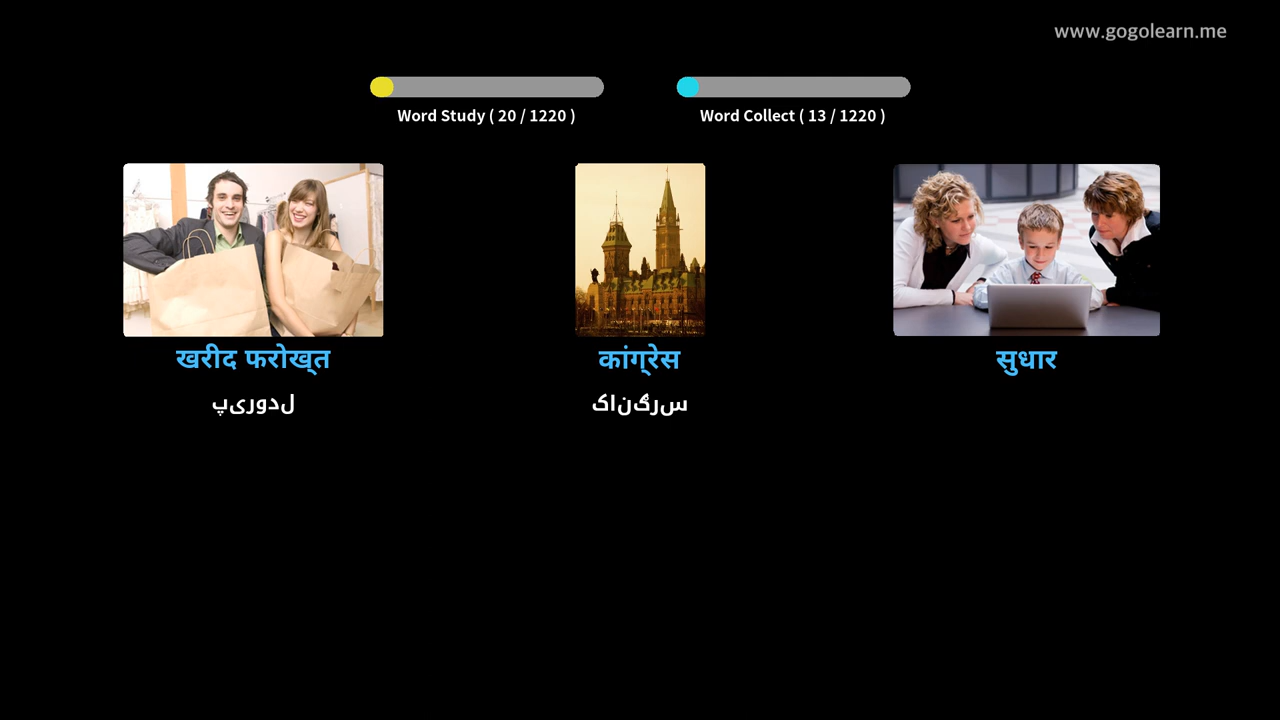 www.gogolearn.me
Word Study ( 20 / 1220 )
Word Collect ( 13 / 1220 )
खरीद फरोख्त
कांग्रेस
सुधार
لدوریپ
سرگناک